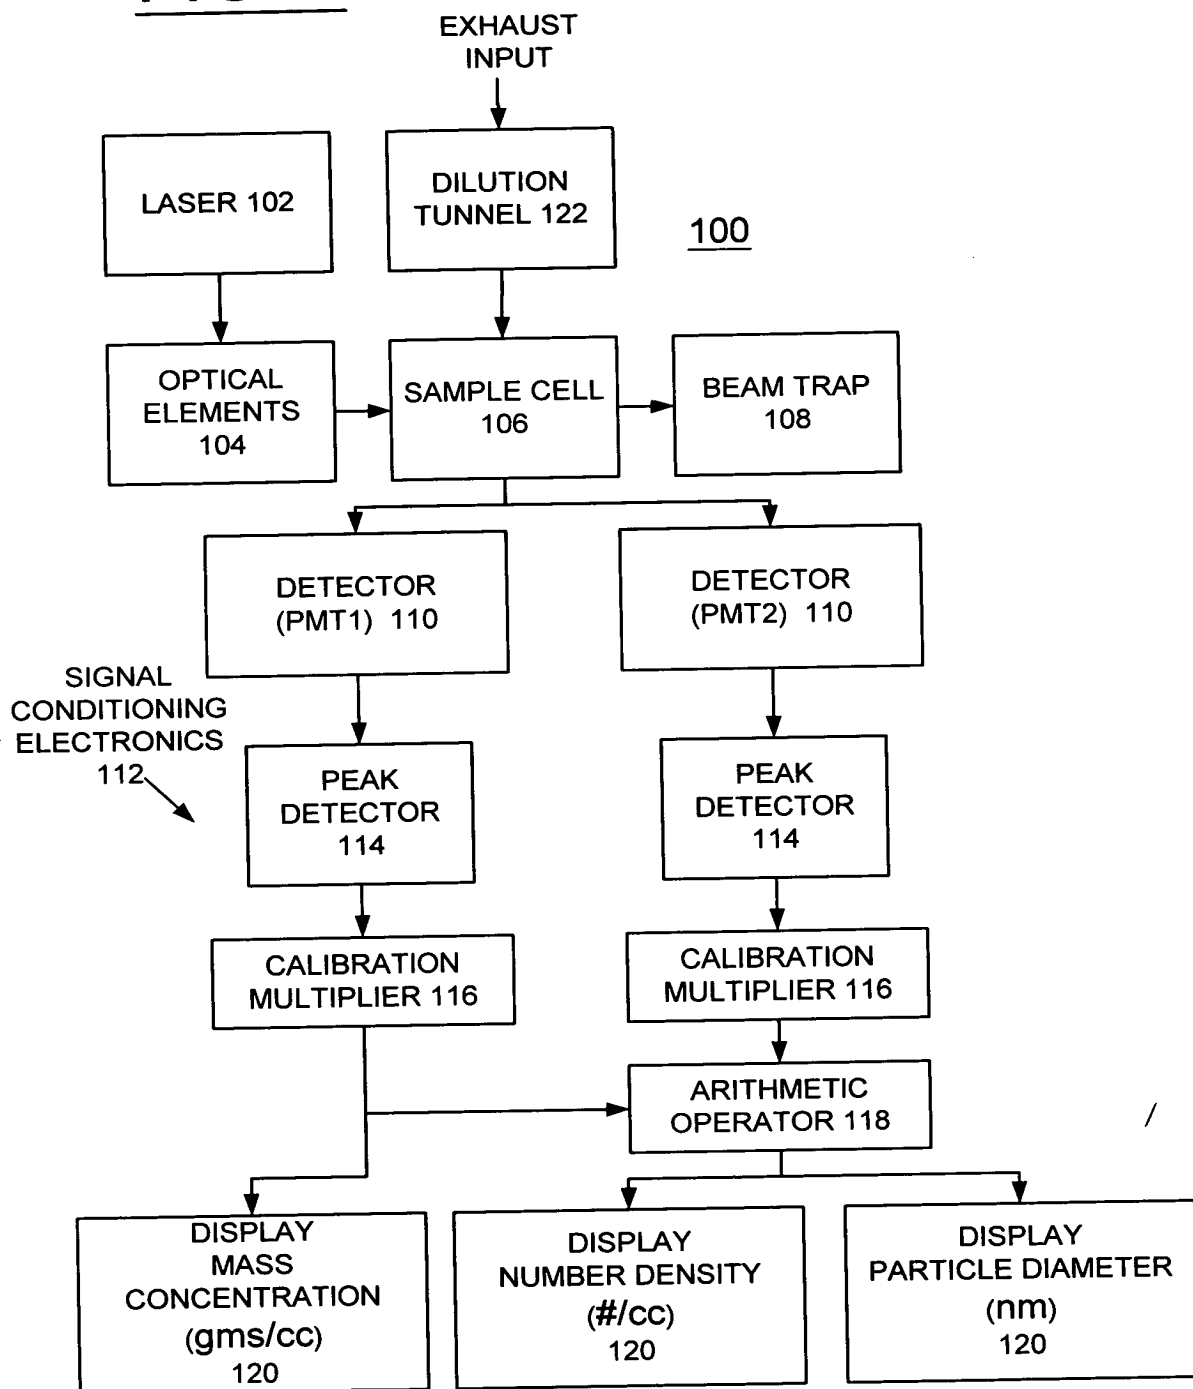 EXHAUST
INPUT
LASER 102
DILUTION
TUNNEL 122
100
OPTICAL
ELEMENTS
104
SAMPLE CELL
106
BEAM TRAP
108
DETECTOR
(PMT1) 110
DETECTOR
(PMT2) 110
SIGNAL
CONDITIONING
ELECTRONICS
112
PEAK
DETECTOR
114
PEAK
DETECTOR
114
CALIBRATION
MULTIPLIER 116
CALIBRATION
MULTIPLIER 116
ARITHMETIC
OPERATOR 118
DISPLAY
MASS
CONCENTRATION
(gms/cc)
120
DISPLAY
NUMBER DENSITY
(#/cc)
120
DISPLAY
PARTICLE DIAMETER
(nm)
120